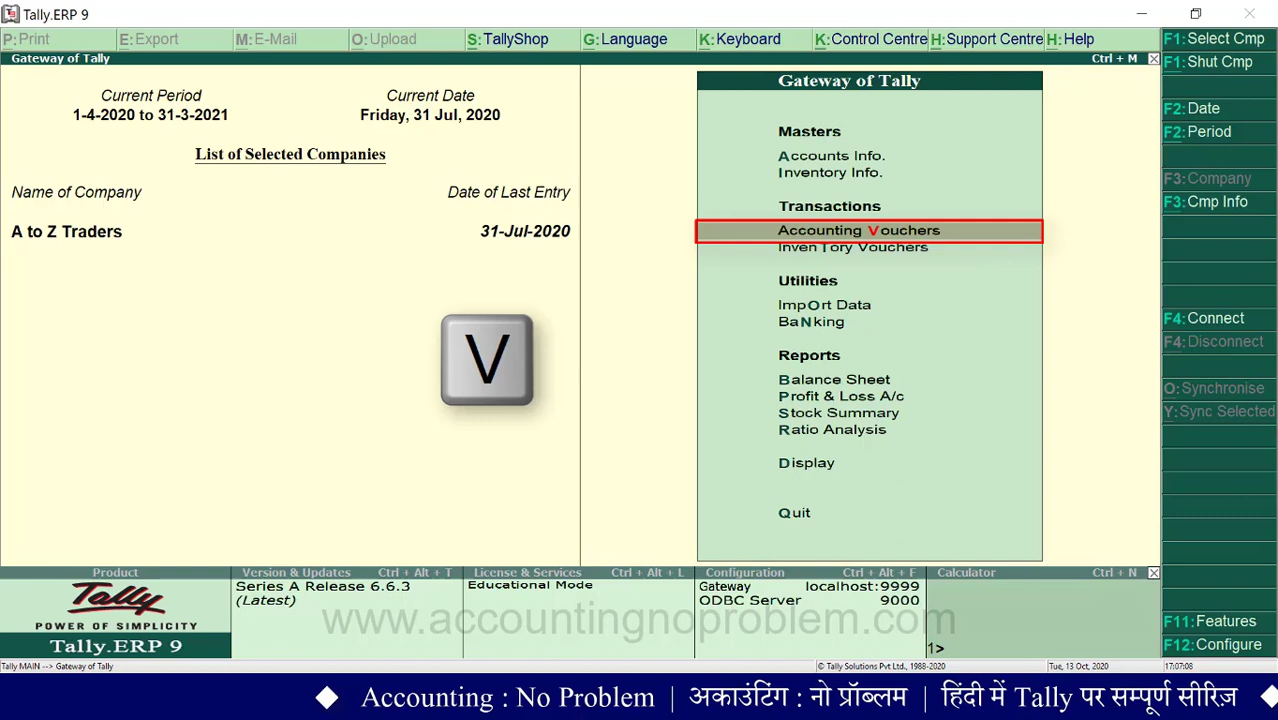 Tally.ERP 9
P: Print E: Export M: E-Mail O: Upload S: TallyShop G: Language K: Keyboard K: Control Centre H: Support Centre H: Help
Gateway of Tally Ctrl + M
Current Period Current Date
1-4-2020 to 31-3-2021 Friday, 31 Jul, 2020
List of Selected Companies
Name of Company Date of Last Entry
A to Z Traders 31-Jul-2020
V
Gateway of Tally
Masters
Accounts Info.
Inventory Info.
Transactions
Accounting Vouchers
InvenTory Vouchers
Utilities
ImpOrt Data
BaNking
Reports
Balance Sheet
Profit & Loss A/c
Stock Summary
Ratio Analysis
Display
Quit
F1: Select Cmp
F1: Shut Cmp
F2: Date
F2: Period
F3: Company
F3: Cmp Info
F4: Connect
F4: Disconnect
O: Synchronise
Y: Sync Selected
F11: Features
F12: Configure
Product
Tally
POWER OF SIMPLICITY
Tally.ERP 9
Version & Updates Ctrl + Alt + T
Series A Release 6.6.3
(Latest)
License & Services Ctrl + Alt + L
Educational Mode
Configuration Ctrl + Alt + F
Gateway localhost:9999
ODBC Server 9000
Calculator Ctrl + N
1>
www.accountingnoproblem.com
Tally MAIN --> Gateway of Tally © Tally Solutions Pvt Ltd., 1988-2020 Tue, 13 Oct, 2020 17:07:08
Accounting : No Problem | अकाउंटिंग : नो प्रॉब्लम | हिंदी में Tally पर सम्पूर्ण सीरिज़